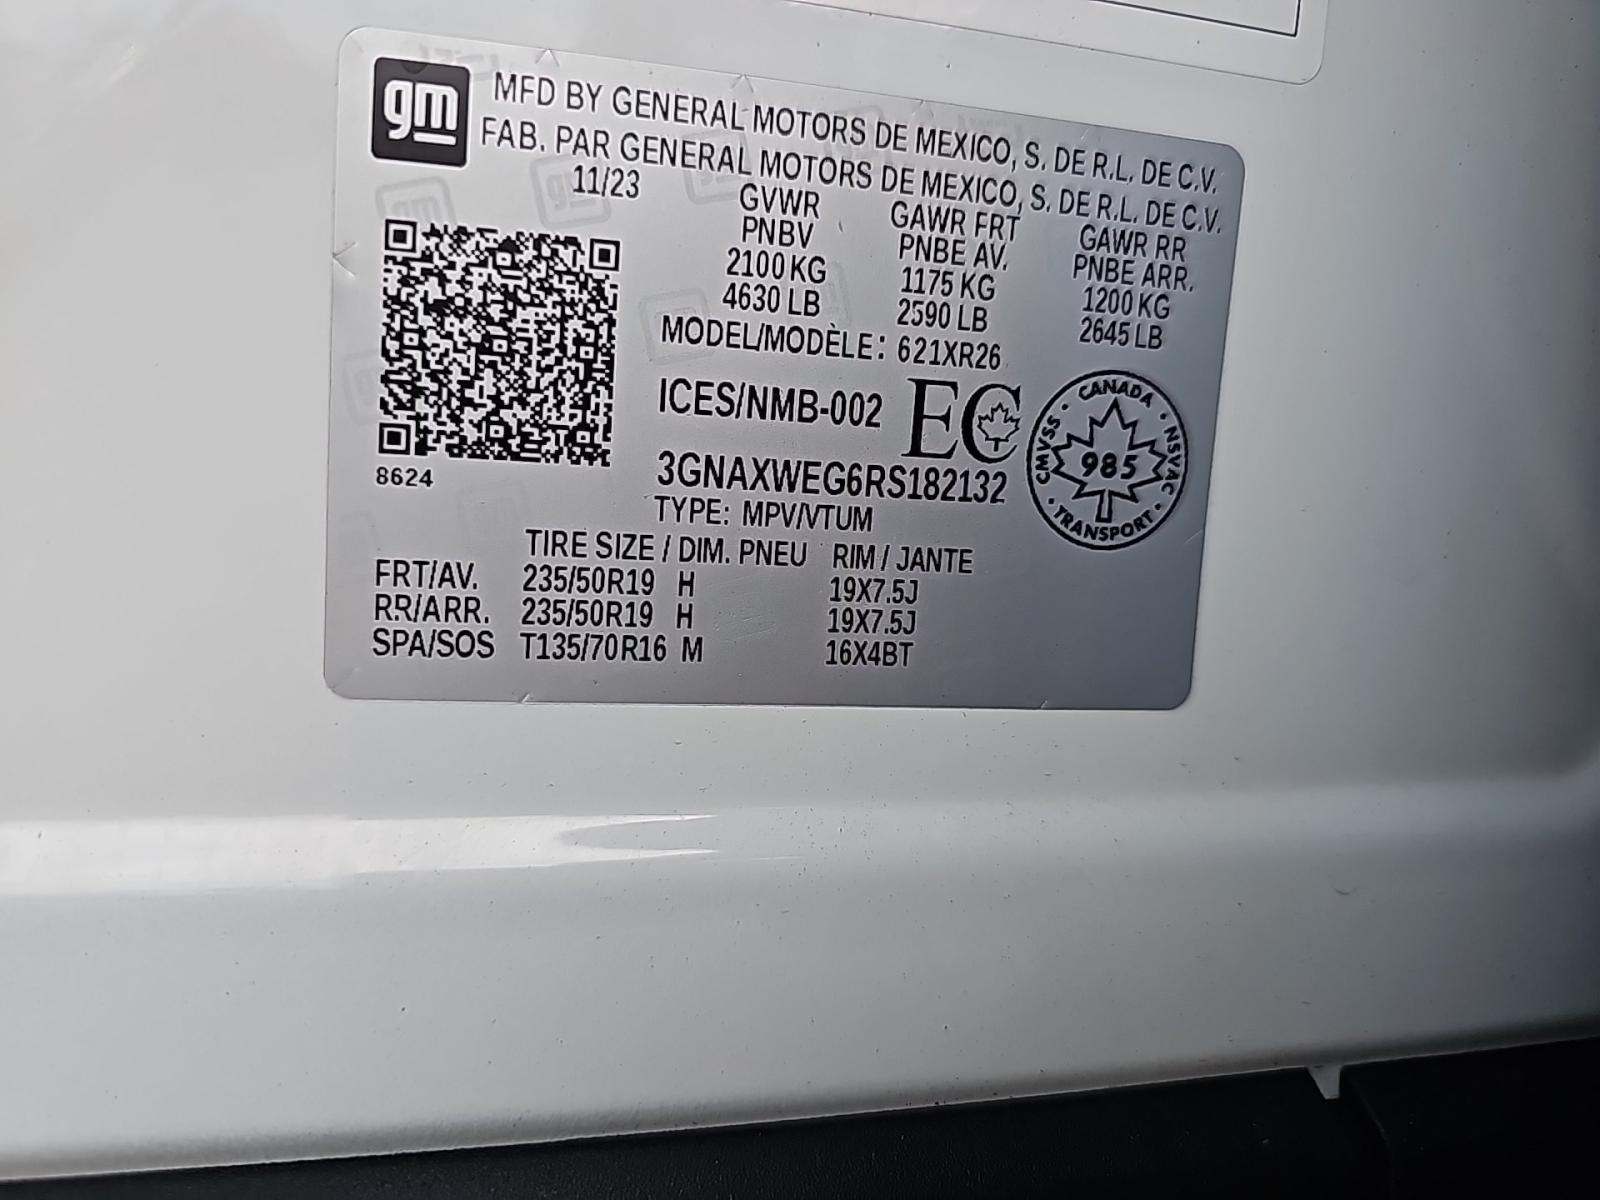 gm
MFD BY GENERAL MOTORS DE MEXICO, S. DE R.L. DE C.V.
FAB. PAR GENERAL MOTORS DE MEXICO, S. DE R.L. DE C.V.
11/23 GVWR GAWR FRT GAWR RR
PNBV PNBE AV. PNBE ARR.
2100 KG 1175 KG 1200 KG
4630 LB 2590 LB 2645 LB
MODEL/MODÈLE: 621XR26
ICES/NMB-002 EC
CANADA · NSVAC · TRANSPORT · CMVSS ·
985
3GNAXWEG6RS182132
8624
TYPE: MPV/VTUM
TIRE SIZE / DIM. PNEU RIM / JANTE
FRT/AV. 235/50R19 H 19X7.5J
RR/ARR. 235/50R19 H 19X7.5J
SPA/SOS T135/70R16 M 16X4BT